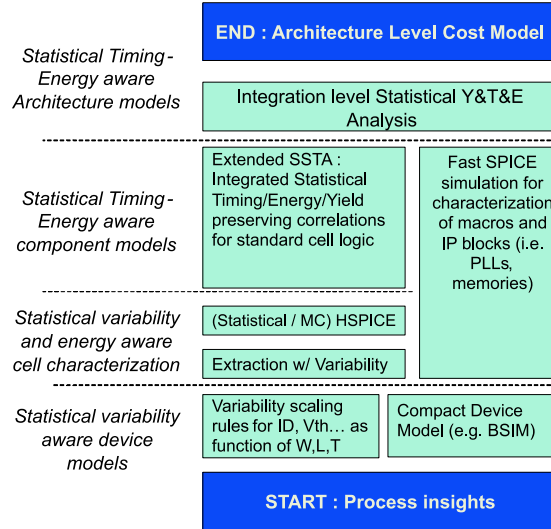 Statistical Timing-
Energy aware
Architecture models
END : Architecture Level Cost Model
Integration level Statistical Y&T&E
Analysis
Statistical Timing-
Energy aware
component models
Extended SSTA :
Integrated Statistical
Timing/Energy/Yield
preserving correlations
for standard cell logic
Fast SPICE
simulation for
characterization
of macros and
IP blocks (i.e.
PLLs,
memories)
Statistical variability
and energy aware
cell characterization
(Statistical / MC) HSPICE
Extraction w/ Variability
Statistical variability
aware device
models
Variability scaling
rules for ID, Vth... as
function of W,L,T
Compact Device
Model (e.g. BSIM)
START : Process insights